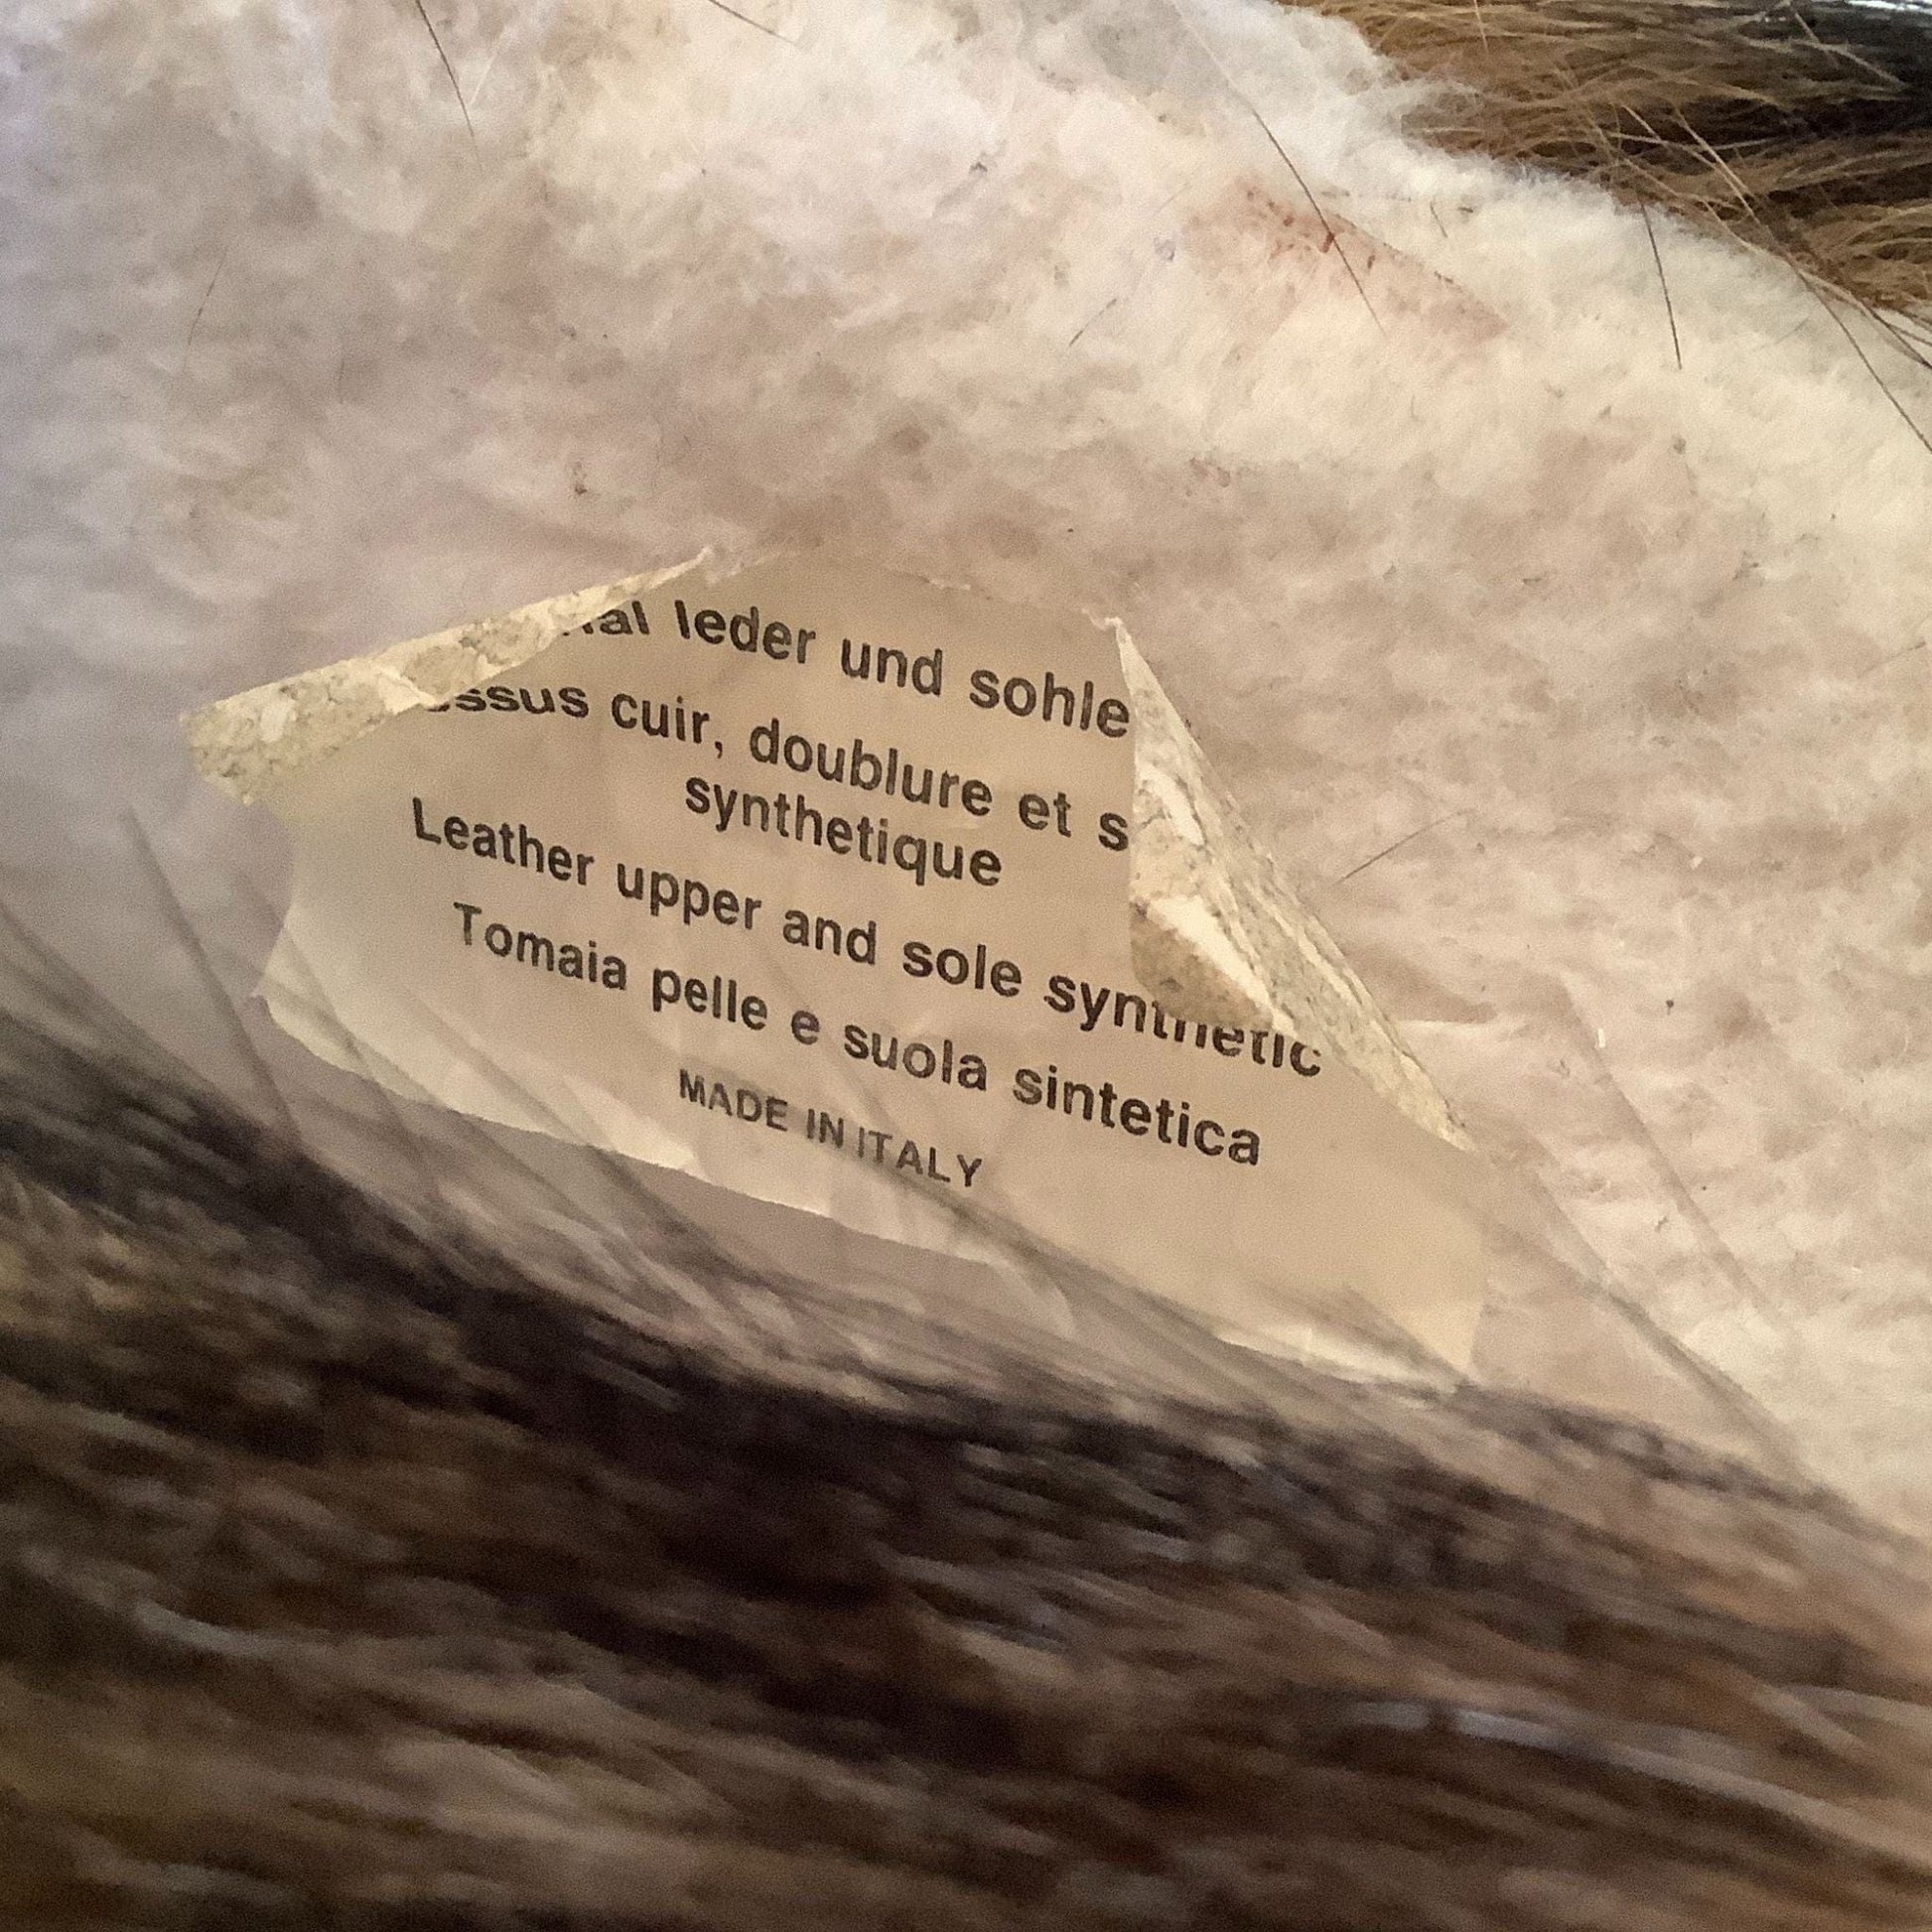 leder und sohle
cuir, doublure et
synthetique
Leather upper and sole synthetic
Tomaia pelle e suola sintetica
MADE IN ITALY